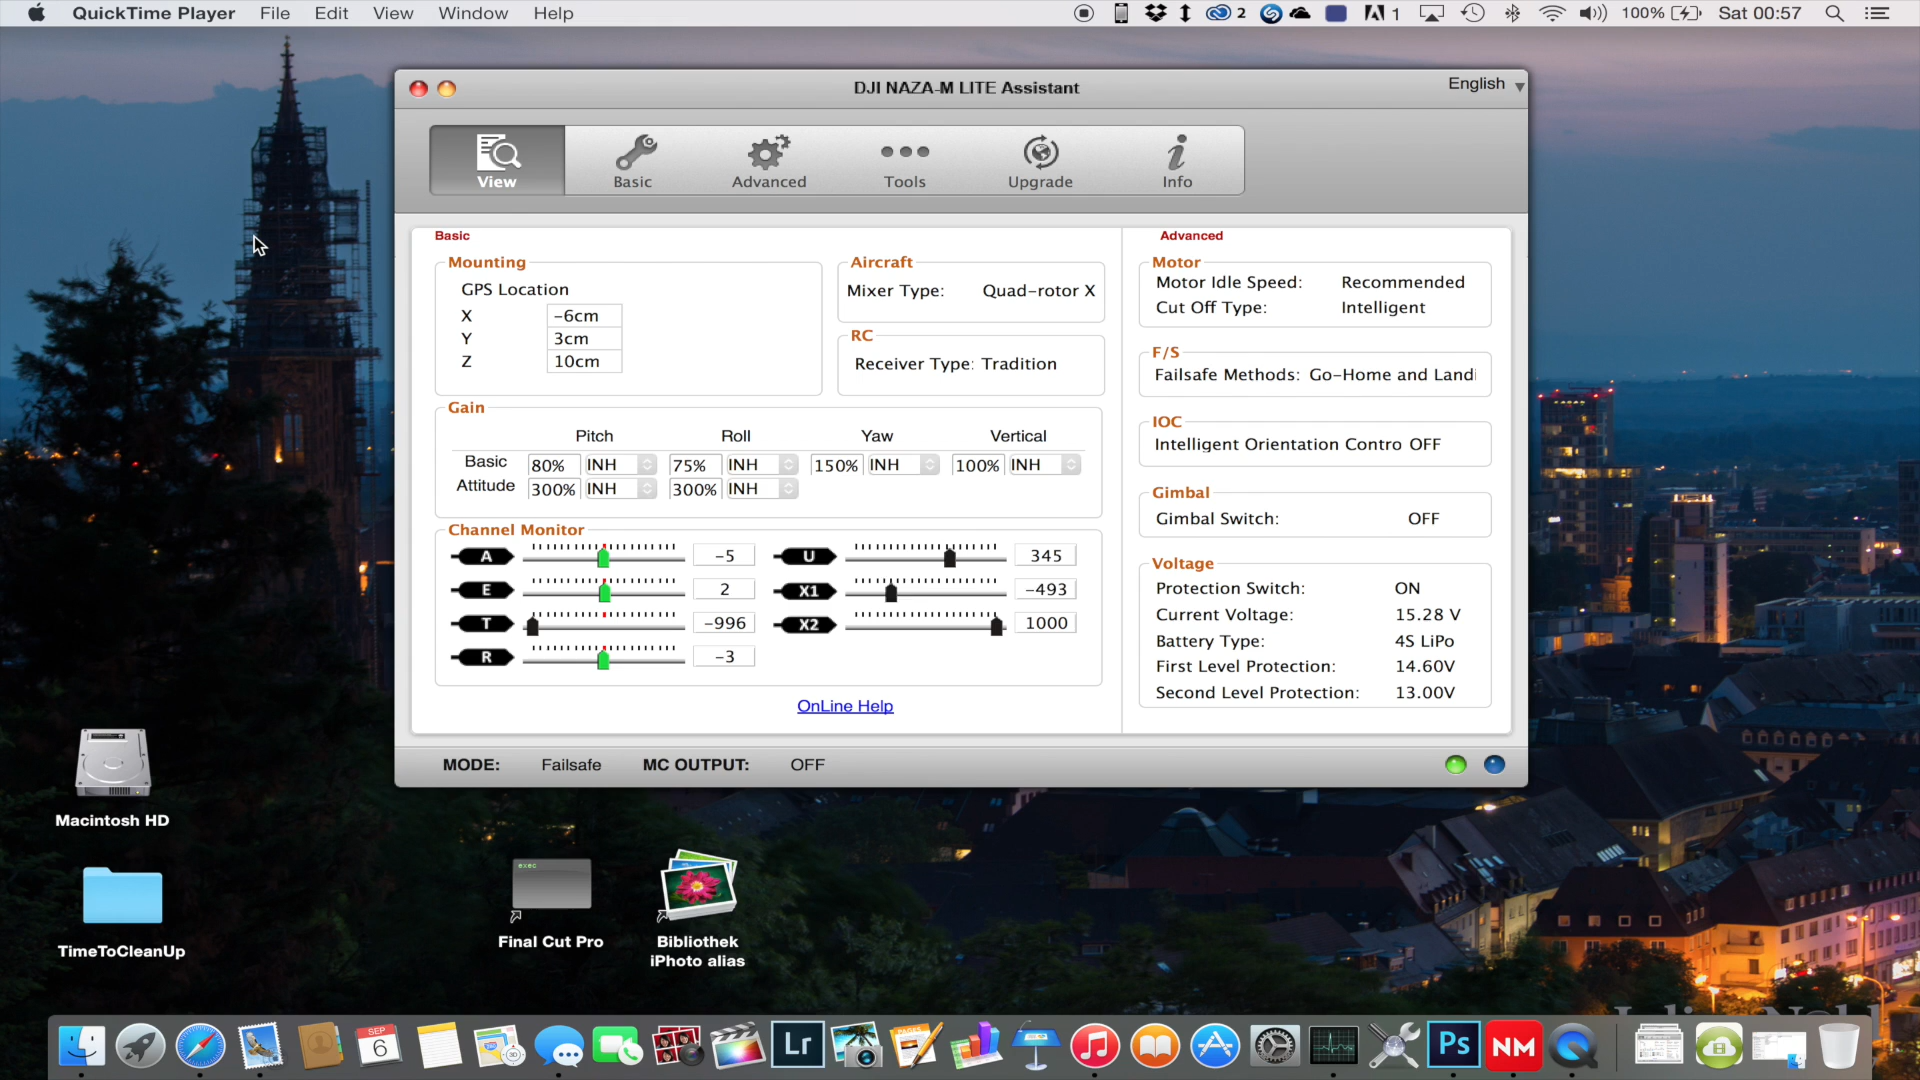 QuickTime Player File Edit View Window Help
2 1 100% Sat 00:57
DJI NAZA-M LITE Assistant
English
View Basic Advanced Tools Upgrade Info
Basic
Mounting
GPS Location
X -6cm
Y 3cm
Z 10cm
Aircraft
Mixer Type: Quad-rotor X
RC
Receiver Type: Tradition
Gain
Pitch Roll Yaw Vertical
Basic 80% INH 75% INH 150% INH 100% INH
Attitude 300% INH 300% INH
Channel Monitor
A -5 U 345
E 2 X1 -493
T -996 X2 1000
R -3
OnLine Help
Advanced
Motor
Motor Idle Speed: Recommended
Cut Off Type: Intelligent
F/S
Failsafe Methods: Go-Home and Landi
IOC
Intelligent Orientation Contro OFF
Gimbal
Gimbal Switch: OFF
Voltage
Protection Switch: ON
Current Voltage: 15.28 V
Battery Type: 4S LiPo
First Level Protection: 14.60V
Second Level Protection: 13.00V
MODE: Failsafe MC OUTPUT: OFF
Macintosh HD
TimeToCleanUp
exec
Final Cut Pro
Bibliothek
iPhoto alias
SEP
6
Lr
PAGES
Ps
NM